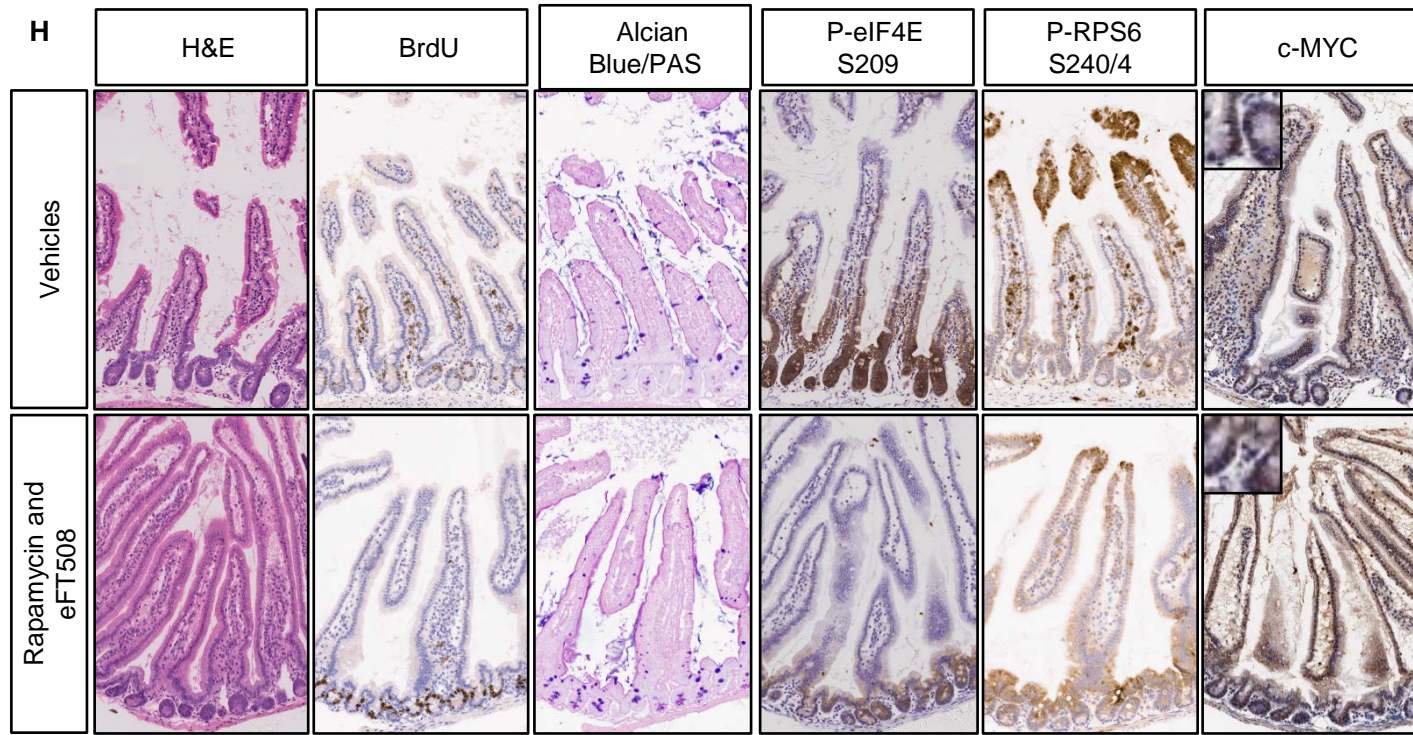 H
H&E
BrdU
Alcian
Blue/PAS
P-eIF4E
S209
P-RPS6
S240/4
c-MYC
Vehicles
Rapamycin and
eFT508